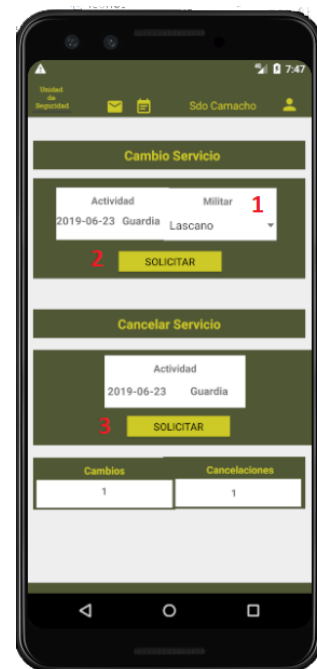 7:47
Unidad
de
Seguridad
Sdo Camacho
Cambio Servicio
Actividad Militar 1
2019-06-23 Guardia Lascano
2 SOLICITAR
Cancelar Servicio
Actividad
2019-06-23 Guardia
3 SOLICITAR
Cambios Cancelaciones
1 1